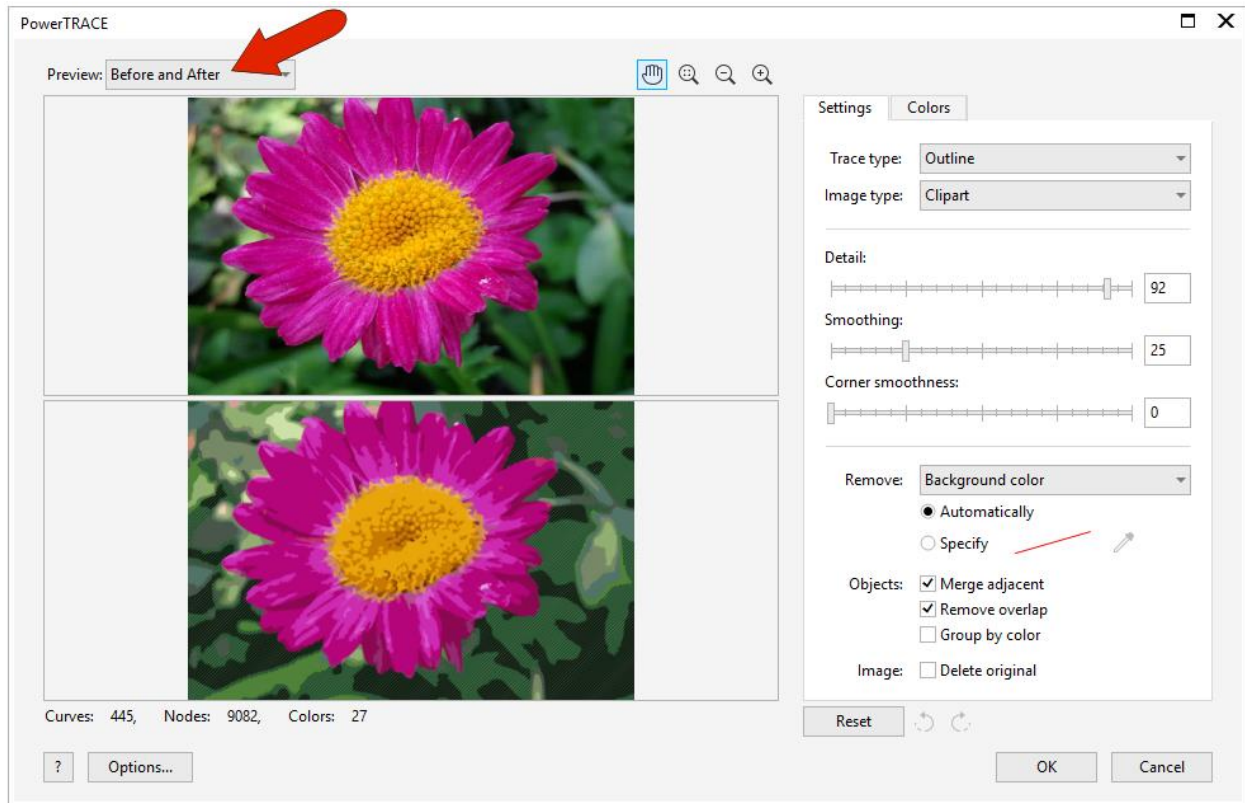 PowerTRACE
Preview: Before and After
Settings Colors
Trace type: Outline
Image type: Clipart
Detail:
92
Smoothing:
25
Corner smoothness:
0
Remove: Background color
Automatically
Specify
Objects: Merge adjacent
Remove overlap
Group by color
Image: Delete original
Curves: 445, Nodes: 9082, Colors: 27
Reset
? Options... OK Cancel